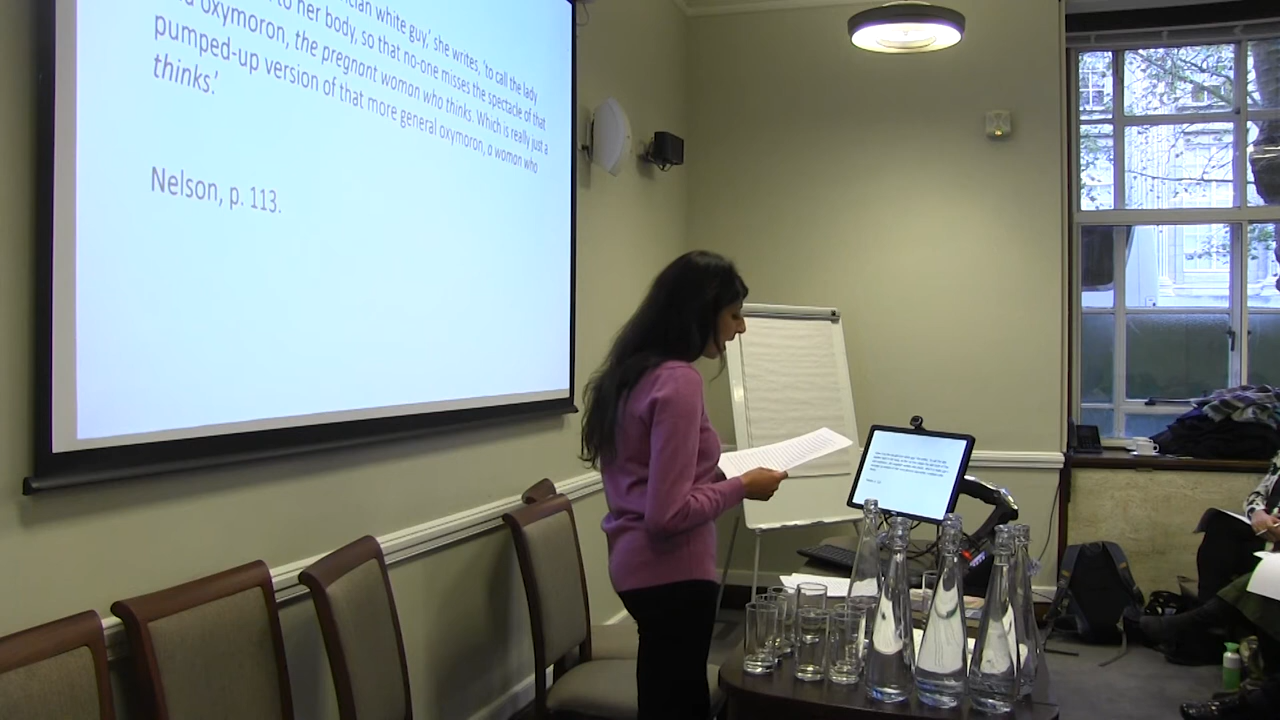 ician white guy,' she writes, 'to call the lady
to her body, so that no-one misses the spectacle of that
oxymoron, the pregnant woman who thinks. Which is really just a
pumped-up version of that more general oxymoron, a woman who
thinks.'
Nelson, p. 113.